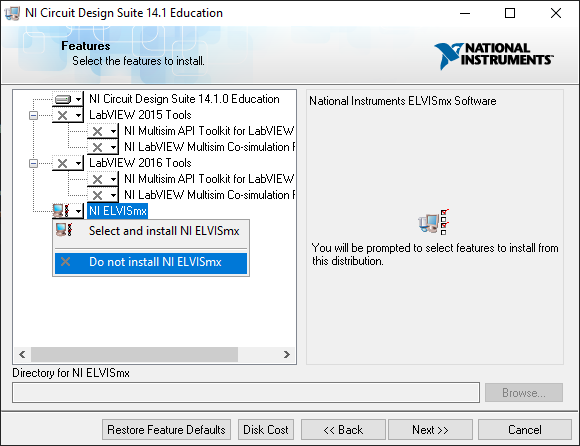 NI Circuit Design Suite 14.1 Education
Features
Select the features to install.
NATIONAL
INSTRUMENTS
NI Circuit Design Suite 14.1.0 Education
LabVIEW 2015 Tools
NI Multisim API Toolkit for LabVIEW
NI LabVIEW Multisim Co-simulation
LabVIEW 2016 Tools
NI Multisim API Toolkit for LabVIEW
NI LabVIEW Multisim Co-simulation
NI ELVISmx
Select and install NI ELVISmx
Do not install NI ELVISmx
National Instruments ELVISmx Software
You will be prompted to select features to install from
this distribution.
Directory for NI ELVISmx
Browse...
Restore Feature Defaults
Disk Cost
<< Back
Next >>
Cancel